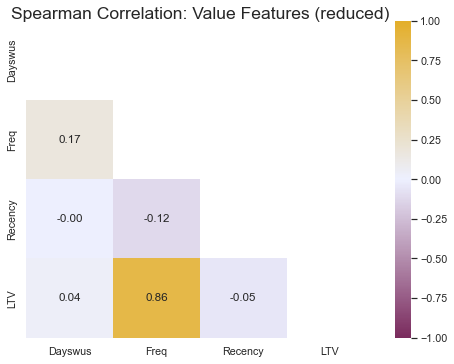 Spearman Correlation: Value Features (reduced)
Dayswus
Freq
Recency
LTV
0.17
-0.00 -0.12
0.04 0.86 -0.05
Dayswus Freq Recency LTV
1.00
0.75
0.50
0.25
0.00
−0.25
−0.50
−0.75
−1.00